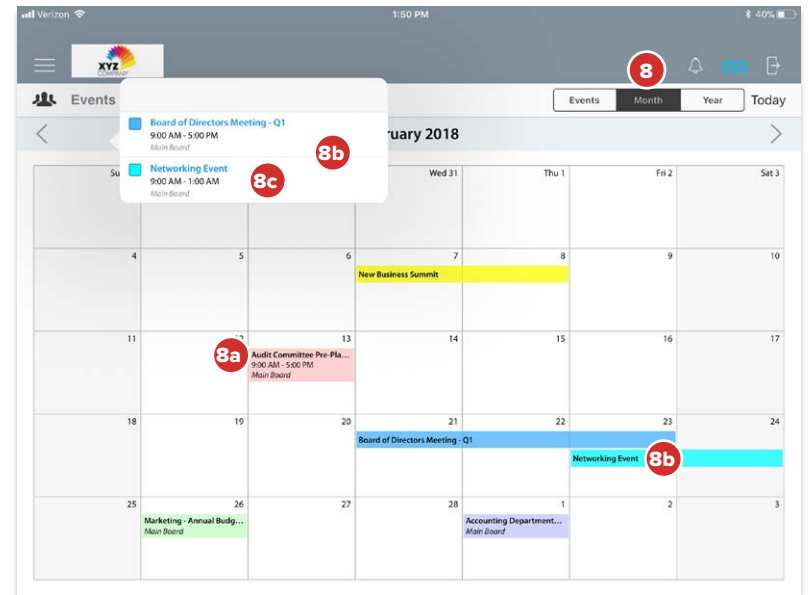 Verizon 1:50 PM 40%
XYZ
COMPANY
8
Events Events Month Year Today
Board of Directors Meeting - Q1
9:00 AM - 5:00 PM
Main Board
8b
ruary 2018
Networking Event
9:00 AM - 1:00 AM
Main Board
8c
Su Wed 31 Thu 1 Fri 2 Sat 3
4 5 6 7 8 9 10
New Business Summit
11 13 14 15 16 17
8a
Audit Committee Pre-Pla...
9:00 AM - 5:00 PM
Main Board
18 19 20 21 22 23 24
Board of Directors Meeting - Q1
Networking Event 8b
25 26 27 28 1 2 3
Marketing - Annual Budg... Accounting Department...
Main Board Main Board